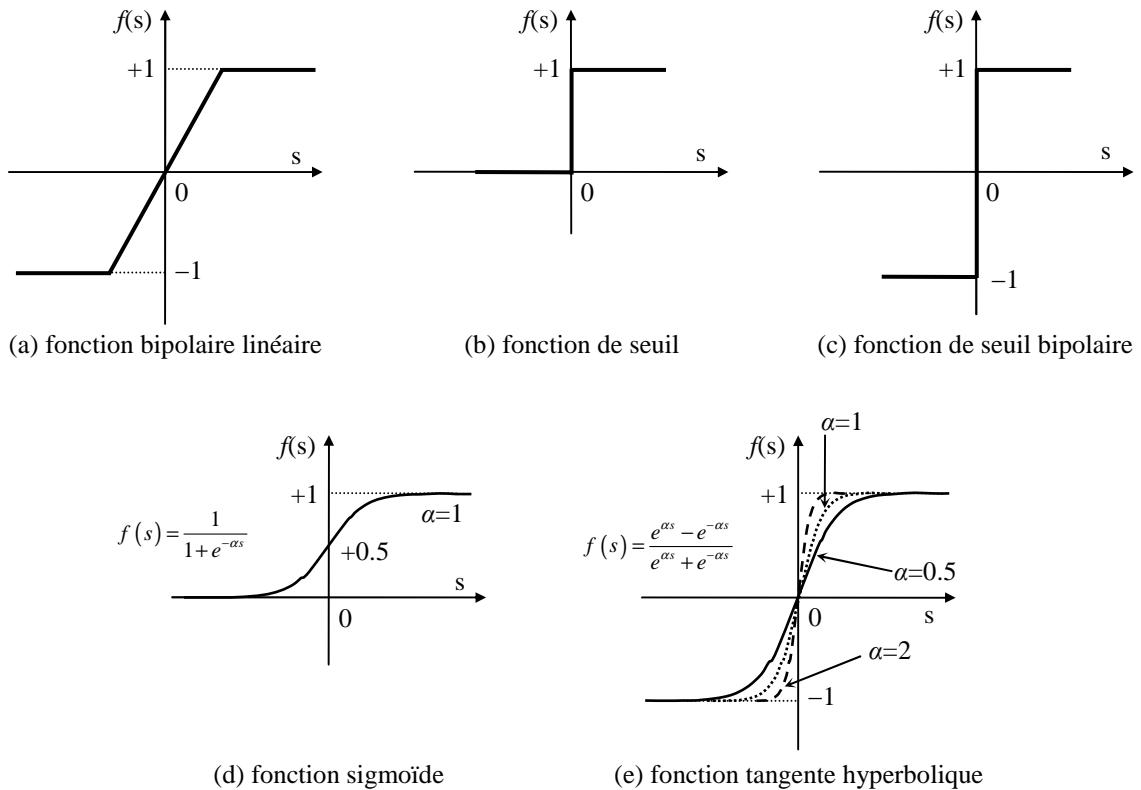 f(s)
+1
s
0
−1
(a) fonction bipolaire linéaire
f(s)
+1
s
0
(b) fonction de seuil
f(s)
+1
s
0
−1
(c) fonction de seuil bipolaire
f(s)
+1
α=1
f(s)=1/(1+e^{-αs})
+0.5
s
0
(d) fonction sigmoïde
f(s)
α=1
+1
f(s)=(e^{αs}−e^{−αs})/(e^{αs}+e^{−αs})
α=0.5
0
s
α=2
−1
(e) fonction tangente hyperbolique